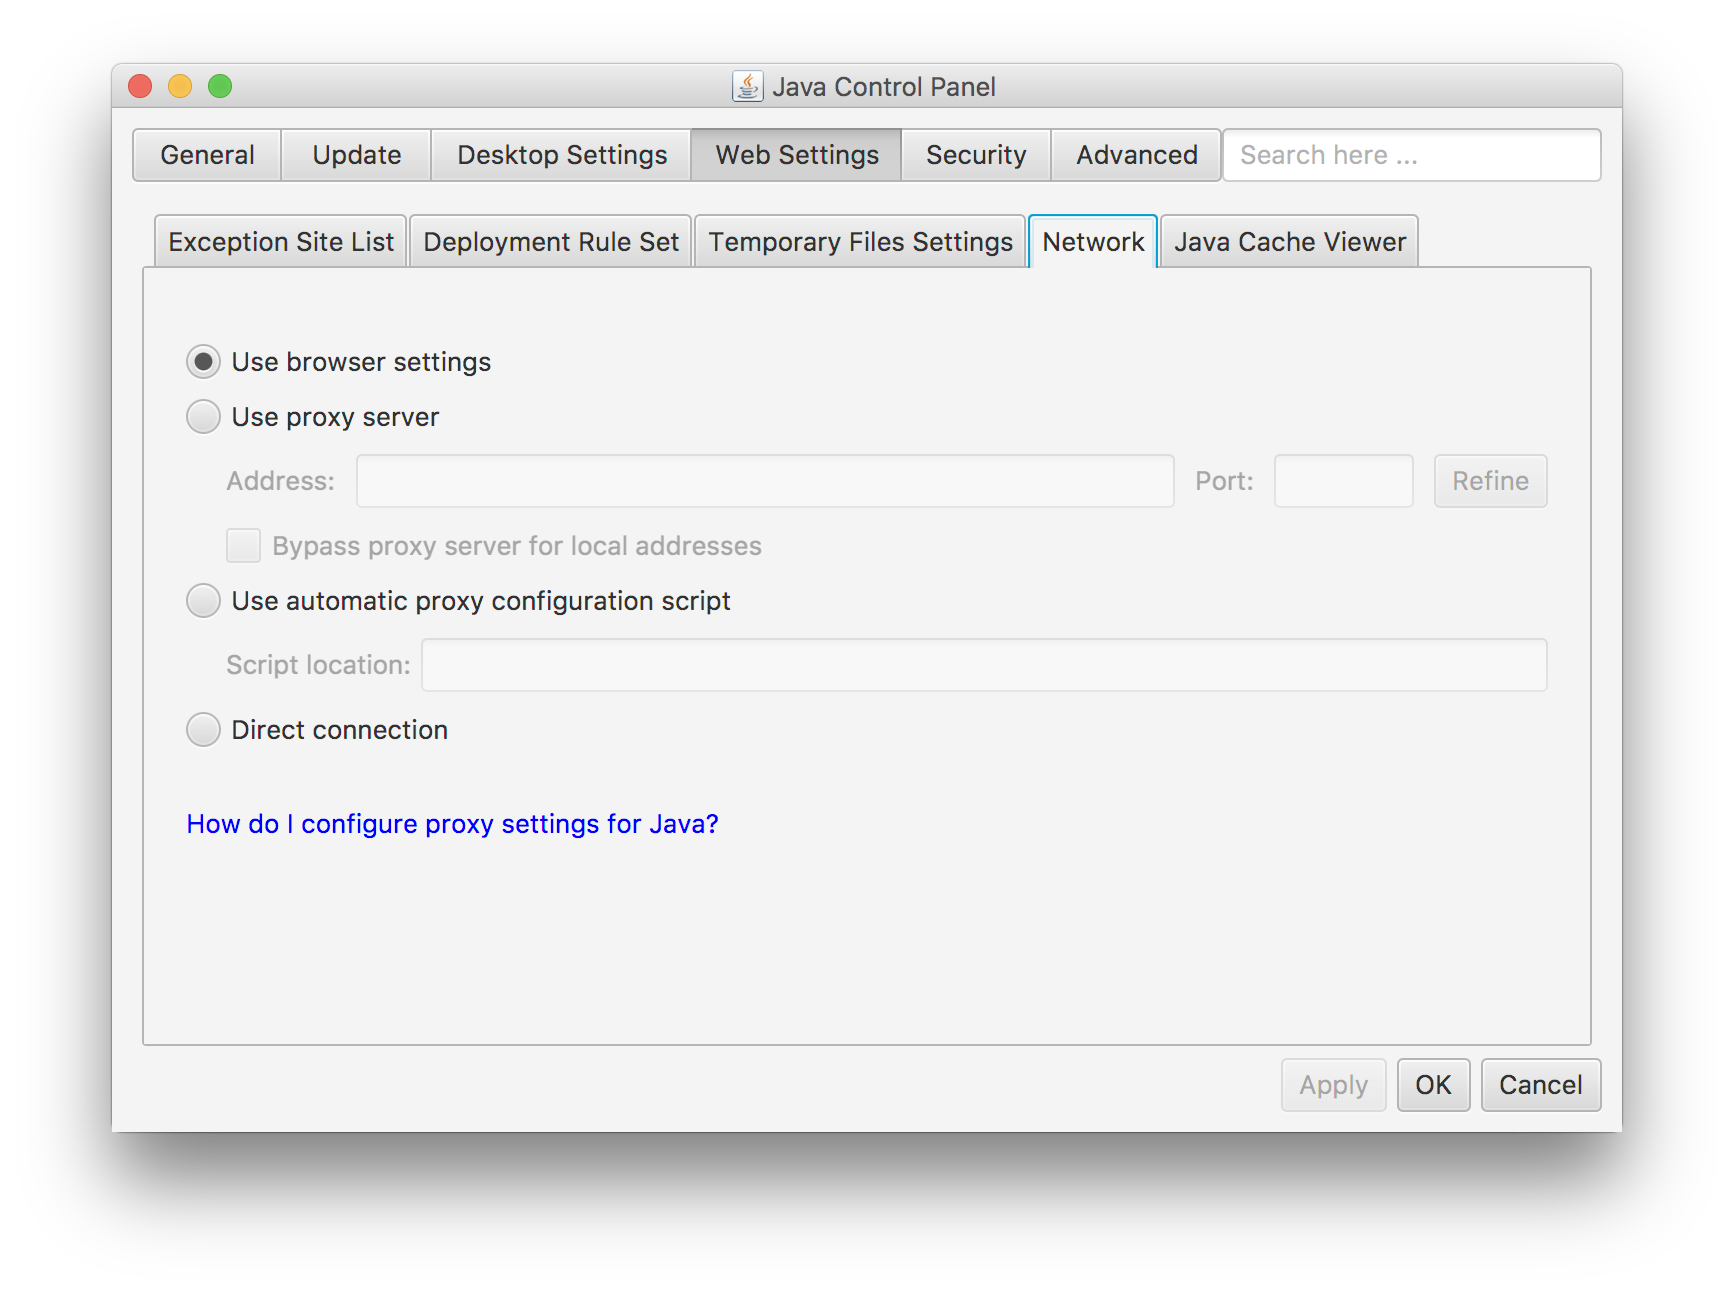 Java Control Panel
General Update Desktop Settings Web Settings Security Advanced Search here ...
Exception Site List Deployment Rule Set Temporary Files Settings Network Java Cache Viewer
Use browser settings
Use proxy server
Address: Port: Refine
Bypass proxy server for local addresses
Use automatic proxy configuration script
Script location:
Direct connection
How do I configure proxy settings for Java?
Apply OK Cancel